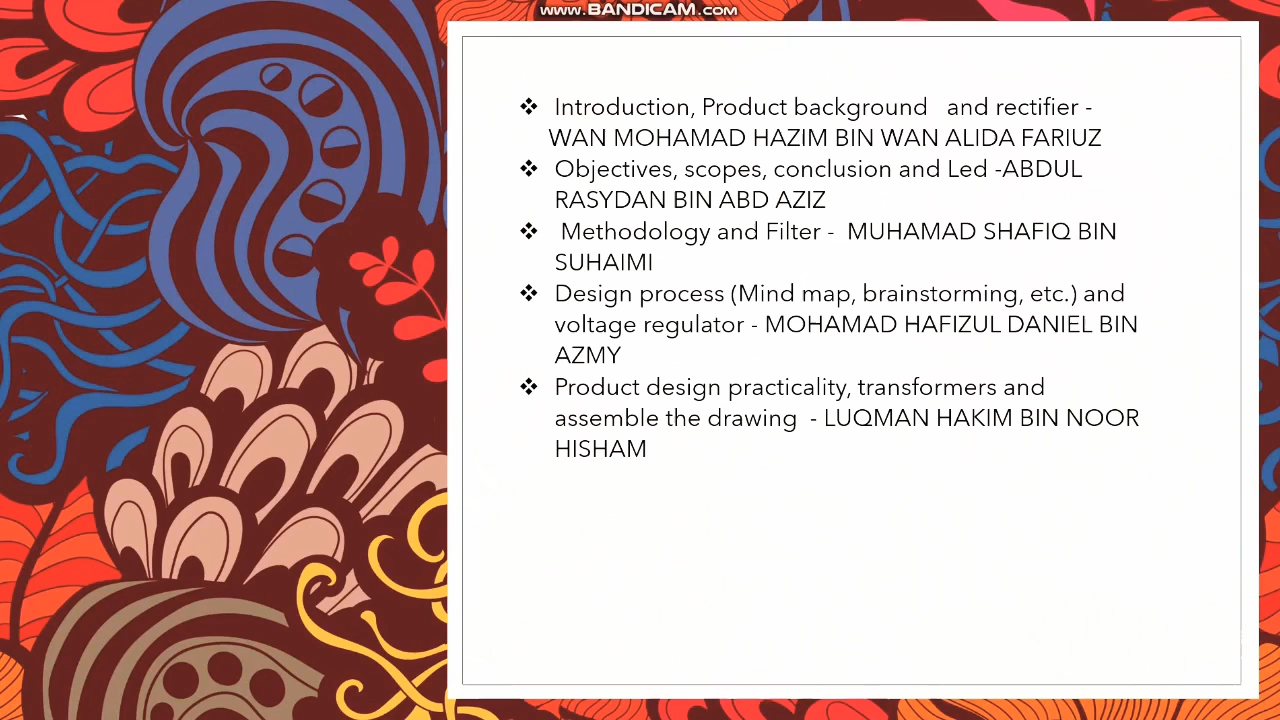 www.BANDICAM.com
❖ Introduction, Product background and rectifier -
WAN MOHAMAD HAZIM BIN WAN ALIDA FARIUZ
❖ Objectives, scopes, conclusion and Led -ABDUL
RASYDAN BIN ABD AZIZ
❖ Methodology and Filter - MUHAMAD SHAFIQ BIN
SUHAIMI
❖ Design process (Mind map, brainstorming, etc.) and
voltage regulator - MOHAMAD HAFIZUL DANIEL BIN
AZMY
❖ Product design practicality, transformers and
assemble the drawing - LUQMAN HAKIM BIN NOOR
HISHAM